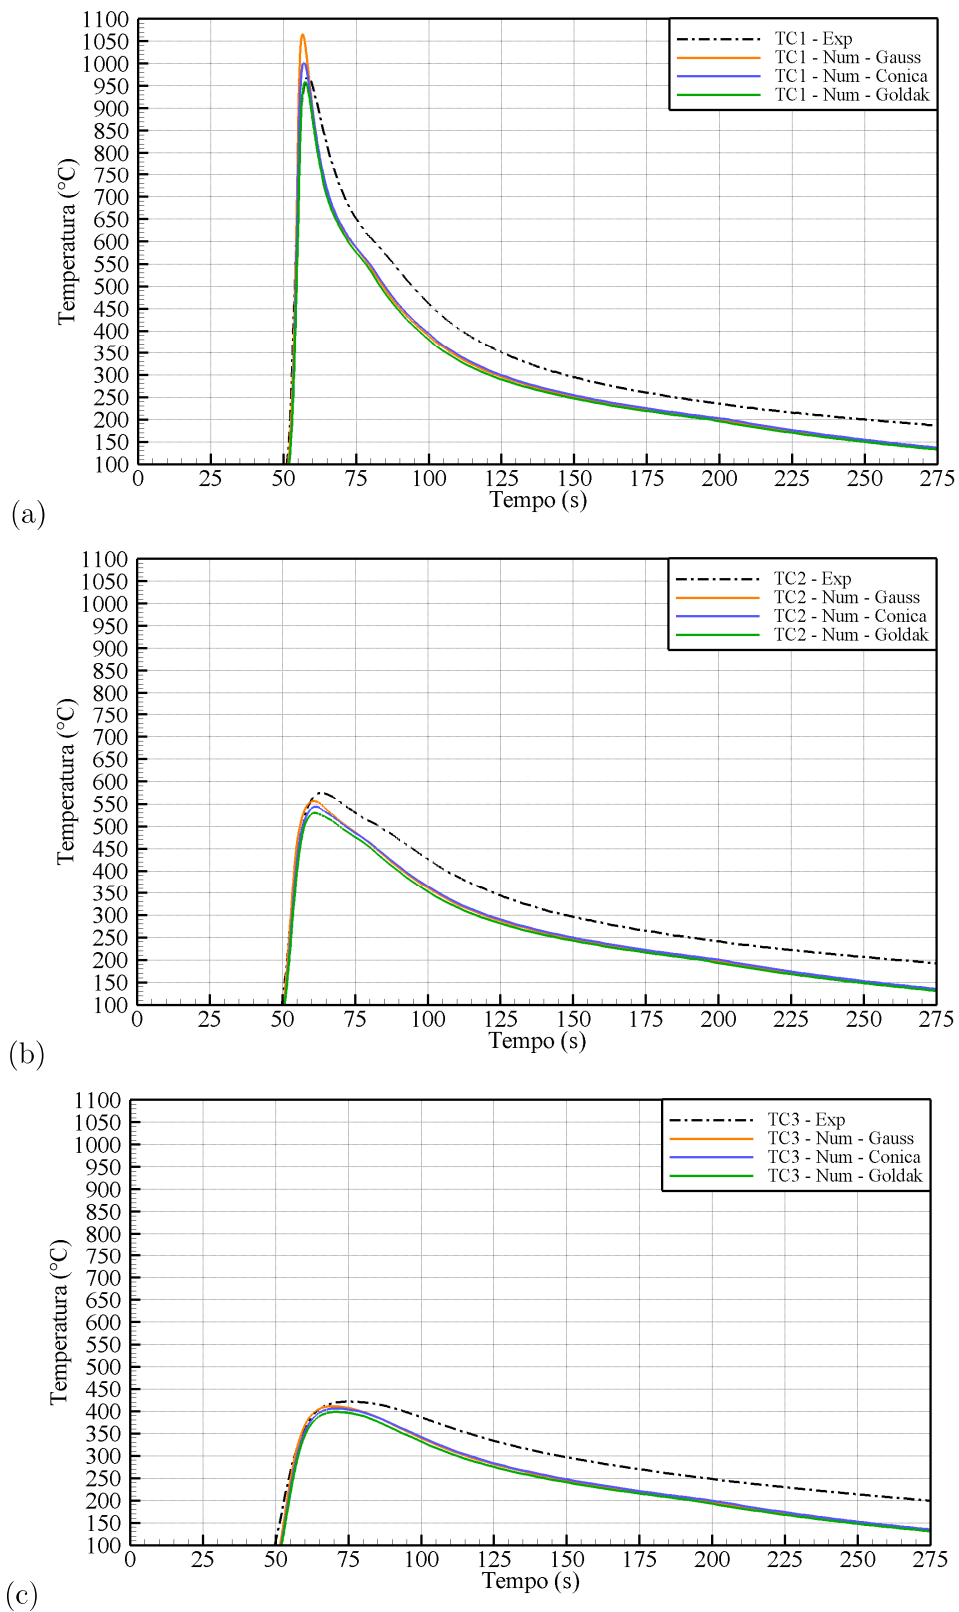 1100
1050
1000
950
900
850
800
750
700
650
600
550
500
450
400
350
300
250
200
150
100
Temperatura (°C)
TC1 - Exp
TC1 - Num - Gauss
TC1 - Num - Conica
TC1 - Num - Goldak
0 25 50 75 100 125 150 175 200 225 250 275
Tempo (s)
(a)
1100
1050
1000
950
900
850
800
750
700
650
600
550
500
450
400
350
300
250
200
150
100
Temperatura (°C)
TC2 - Exp
TC2 - Num - Gauss
TC2 - Num - Conica
TC2 - Num - Goldak
0 25 50 75 100 125 150 175 200 225 250 275
Tempo (s)
(b)
1100
1050
1000
950
900
850
800
750
700
650
600
550
500
450
400
350
300
250
200
150
100
Temperatura (°C)
TC3 - Exp
TC3 - Num - Gauss
TC3 - Num - Conica
TC3 - Num - Goldak
0 25 50 75 100 125 150 175 200 225 250 275
Tempo (s)
(c)